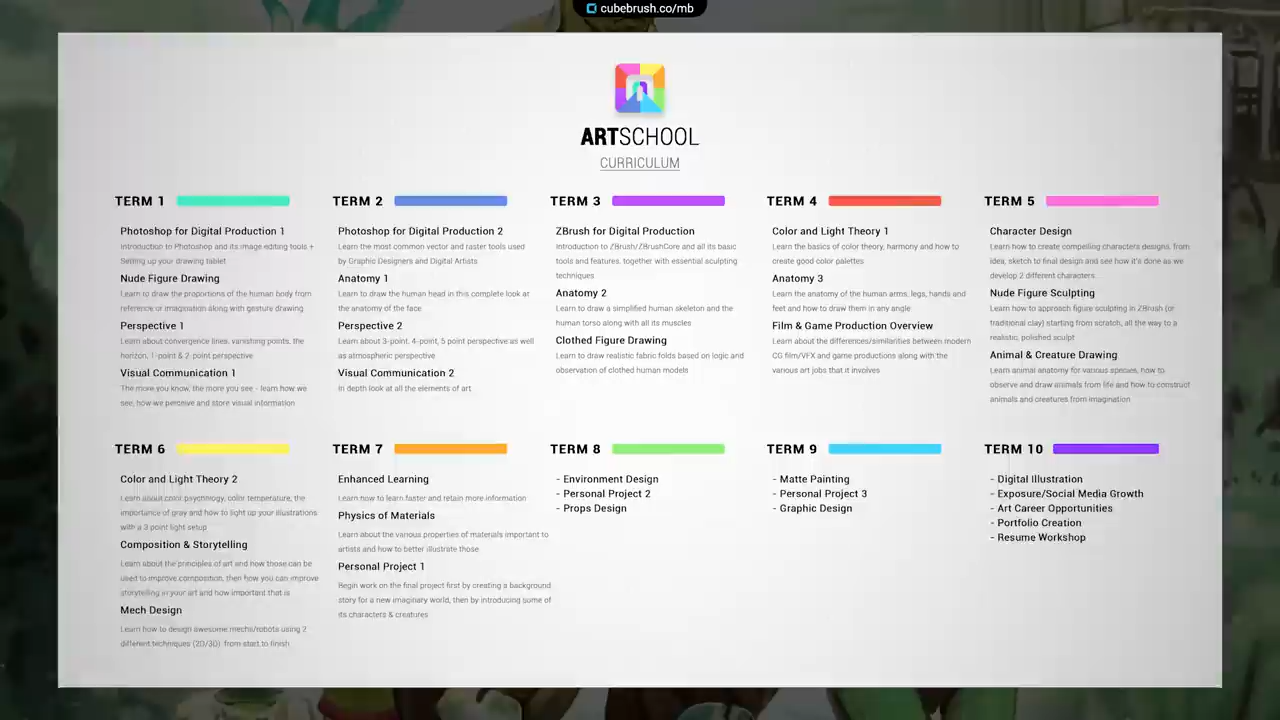 cubebrush.co/mb
ARTSCHOOL
CURRICULUM
TERM 1
Photoshop for Digital Production 1
Introduction to Photoshop and its image editing tools +
Setting up your drawing tablet
Nude Figure Drawing
Learn to draw the proportions of the human body from
reference or imagination along with gesture drawing
Perspective 1
Learn about convergence lines, vanishing points, the
horizon, 1-point & 2-point perspective
Visual Communication 1
The more you know, the more you see - learn how we
see, how we perceive and store visual information
TERM 2
Photoshop for Digital Production 2
Learn the most common vector and raster tools used
by Graphic Designers and Digital Artists
Anatomy 1
Learn to draw the human head in this complete look at
the anatomy of the face
Perspective 2
Learn about 3-point, 4-point, 5 point perspective as well
as atmospheric perspective
Visual Communication 2
In depth look at all the elements of art
TERM 3
ZBrush for Digital Production
Introduction to ZBrush/ZBrushCore and all its basic
tools and features, together with essential sculpting
techniques
Anatomy 2
Learn to draw a simplified human skeleton and the
human torso along with all its muscles
Clothed Figure Drawing
Learn to draw realistic fabric folds based on logic and
observation of clothed human models
TERM 4
Color and Light Theory 1
Learn the basics of color theory, harmony and how to
create good color palettes
Anatomy 3
Learn the anatomy of the human arms, legs, hands and
feet and how to draw them in any angle
Film & Game Production Overview
Learn about the differences/similarities between modern
CG film/VFX and game productions along with the
various art jobs that it involves
TERM 5
Character Design
Learn how to create compelling characters designs, from
idea, sketch to final design and see how it's done as we
develop 2 different characters
Nude Figure Sculpting
Learn how to approach figure sculpting in ZBrush (or
traditional clay) starting from scratch, all the way to a
realistic, polished sculpt
Animal & Creature Drawing
Learn animal anatomy for various species, how to
observe and draw animals from life and how to construct
animals and creatures from imagination
TERM 6
Color and Light Theory 2
Learn about color psychology, color temperature, the
importance of gray and how to light up your illustrations
with a 3 point light setup
Composition & Storytelling
Learn about the principles of art and how those can be
used to improve composition, then how you can improve
storytelling in your art and how important that is
Mech Design
Learn how to design awesome mechs/robots using 2
different techniques (2D/3D) from start to finish
TERM 7
Enhanced Learning
Learn how to learn faster and retain more information
Physics of Materials
Learn about the various properties of materials important to
artists and how to better illustrate those
Personal Project 1
Begin work on the final project first by creating a background
story for a new imaginary world, then by introducing some of
its characters & creatures
TERM 8
- Environment Design
- Personal Project 2
- Props Design
TERM 9
- Matte Painting
- Personal Project 3
- Graphic Design
TERM 10
- Digital Illustration
- Exposure/Social Media Growth
- Art Career Opportunities
- Portfolio Creation
- Resume Workshop